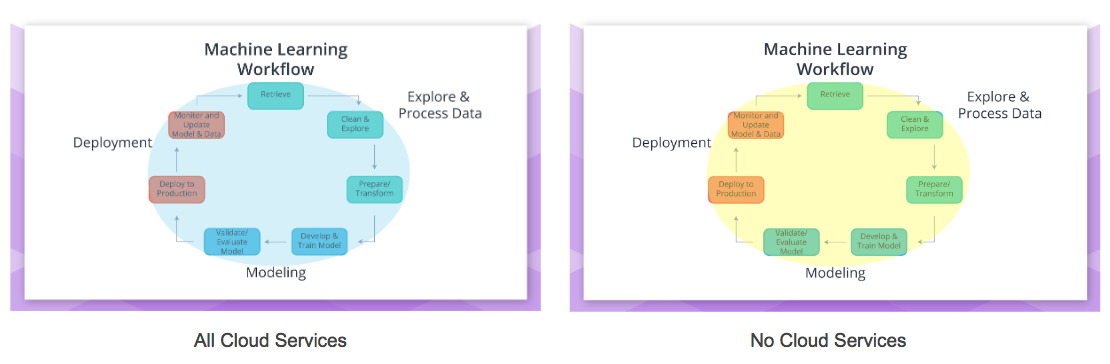 Machine Learning
Workflow
Retrieve
Explore &
Process Data
Clean &
Explore
Prepare/
Transform
Develop &
Train Model
Modeling
Validate/
Evaluate
Model
Deploy to
Production
Deployment
Monitor and
Update
Model & Data
All Cloud Services
Machine Learning
Workflow
Retrieve
Explore &
Process Data
Clean &
Explore
Prepare/
Transform
Develop &
Train Model
Modeling
Validate/
Evaluate
Model
Deploy to
Production
Deployment
Monitor and
Update
Model & Data
No Cloud Services